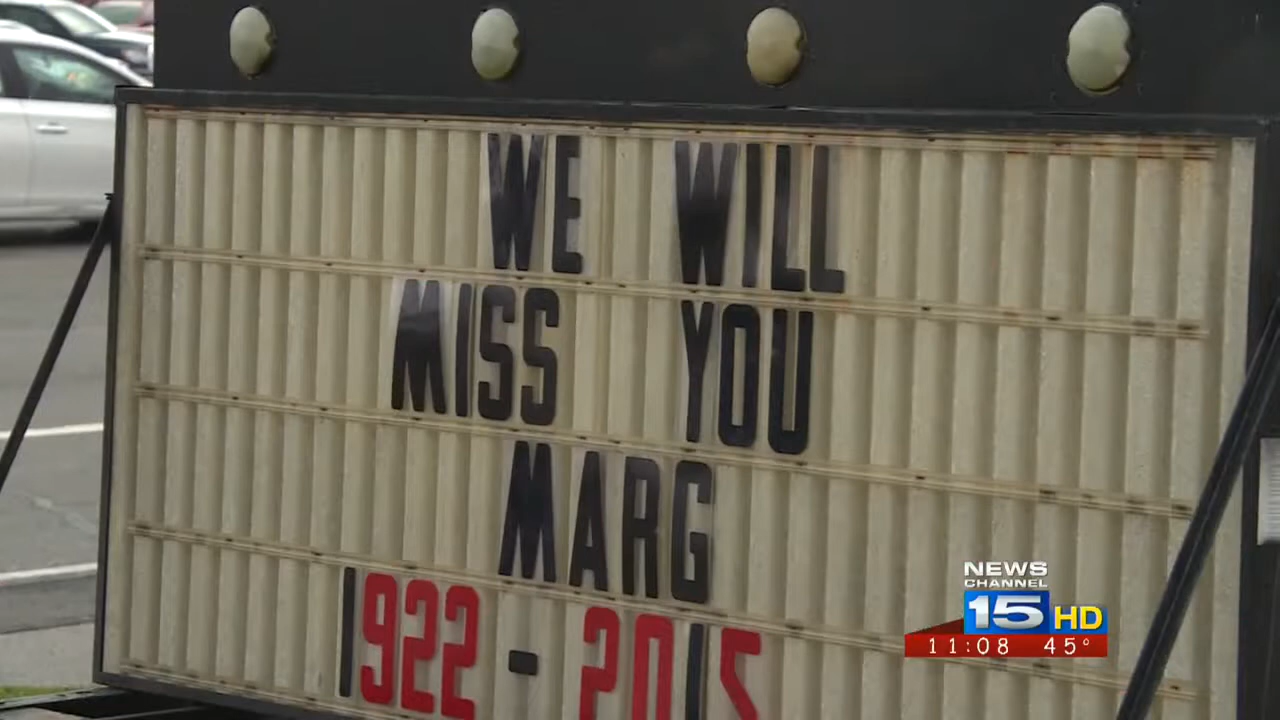 WE WILL
MISS YOU
MARG
1922 - 2015
NEWS
CHANNEL
15 HD
11:08 45°